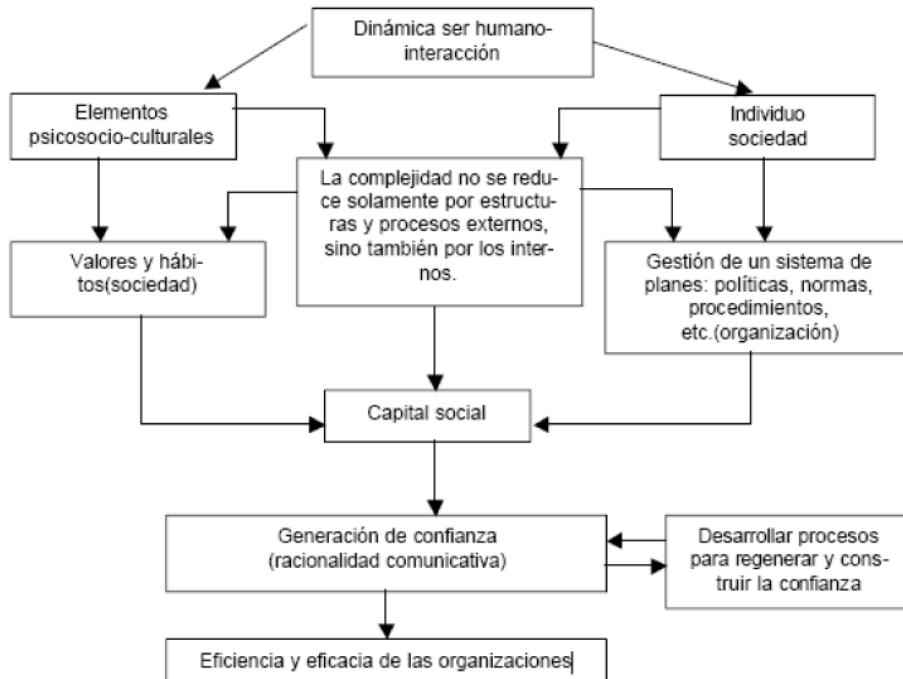 Dinámica ser humano-
interacción
Elementos
psicosocio-culturales
Individuo
sociedad
La complejidad no se redu-
ce solamente por estructu-
ras y procesos externos,
sino también por los inter-
nos.
Valores y hábi-
tos(sociedad)
Gestión de un sistema de
planes: políticas, normas,
procedimientos,
etc.(organización)
Capital social
Generación de confianza
(racionalidad comunicativa)
Desarrollar procesos
para regenerar y cons-
truir la confianza
Eficiencia y eficacia de las organizaciones